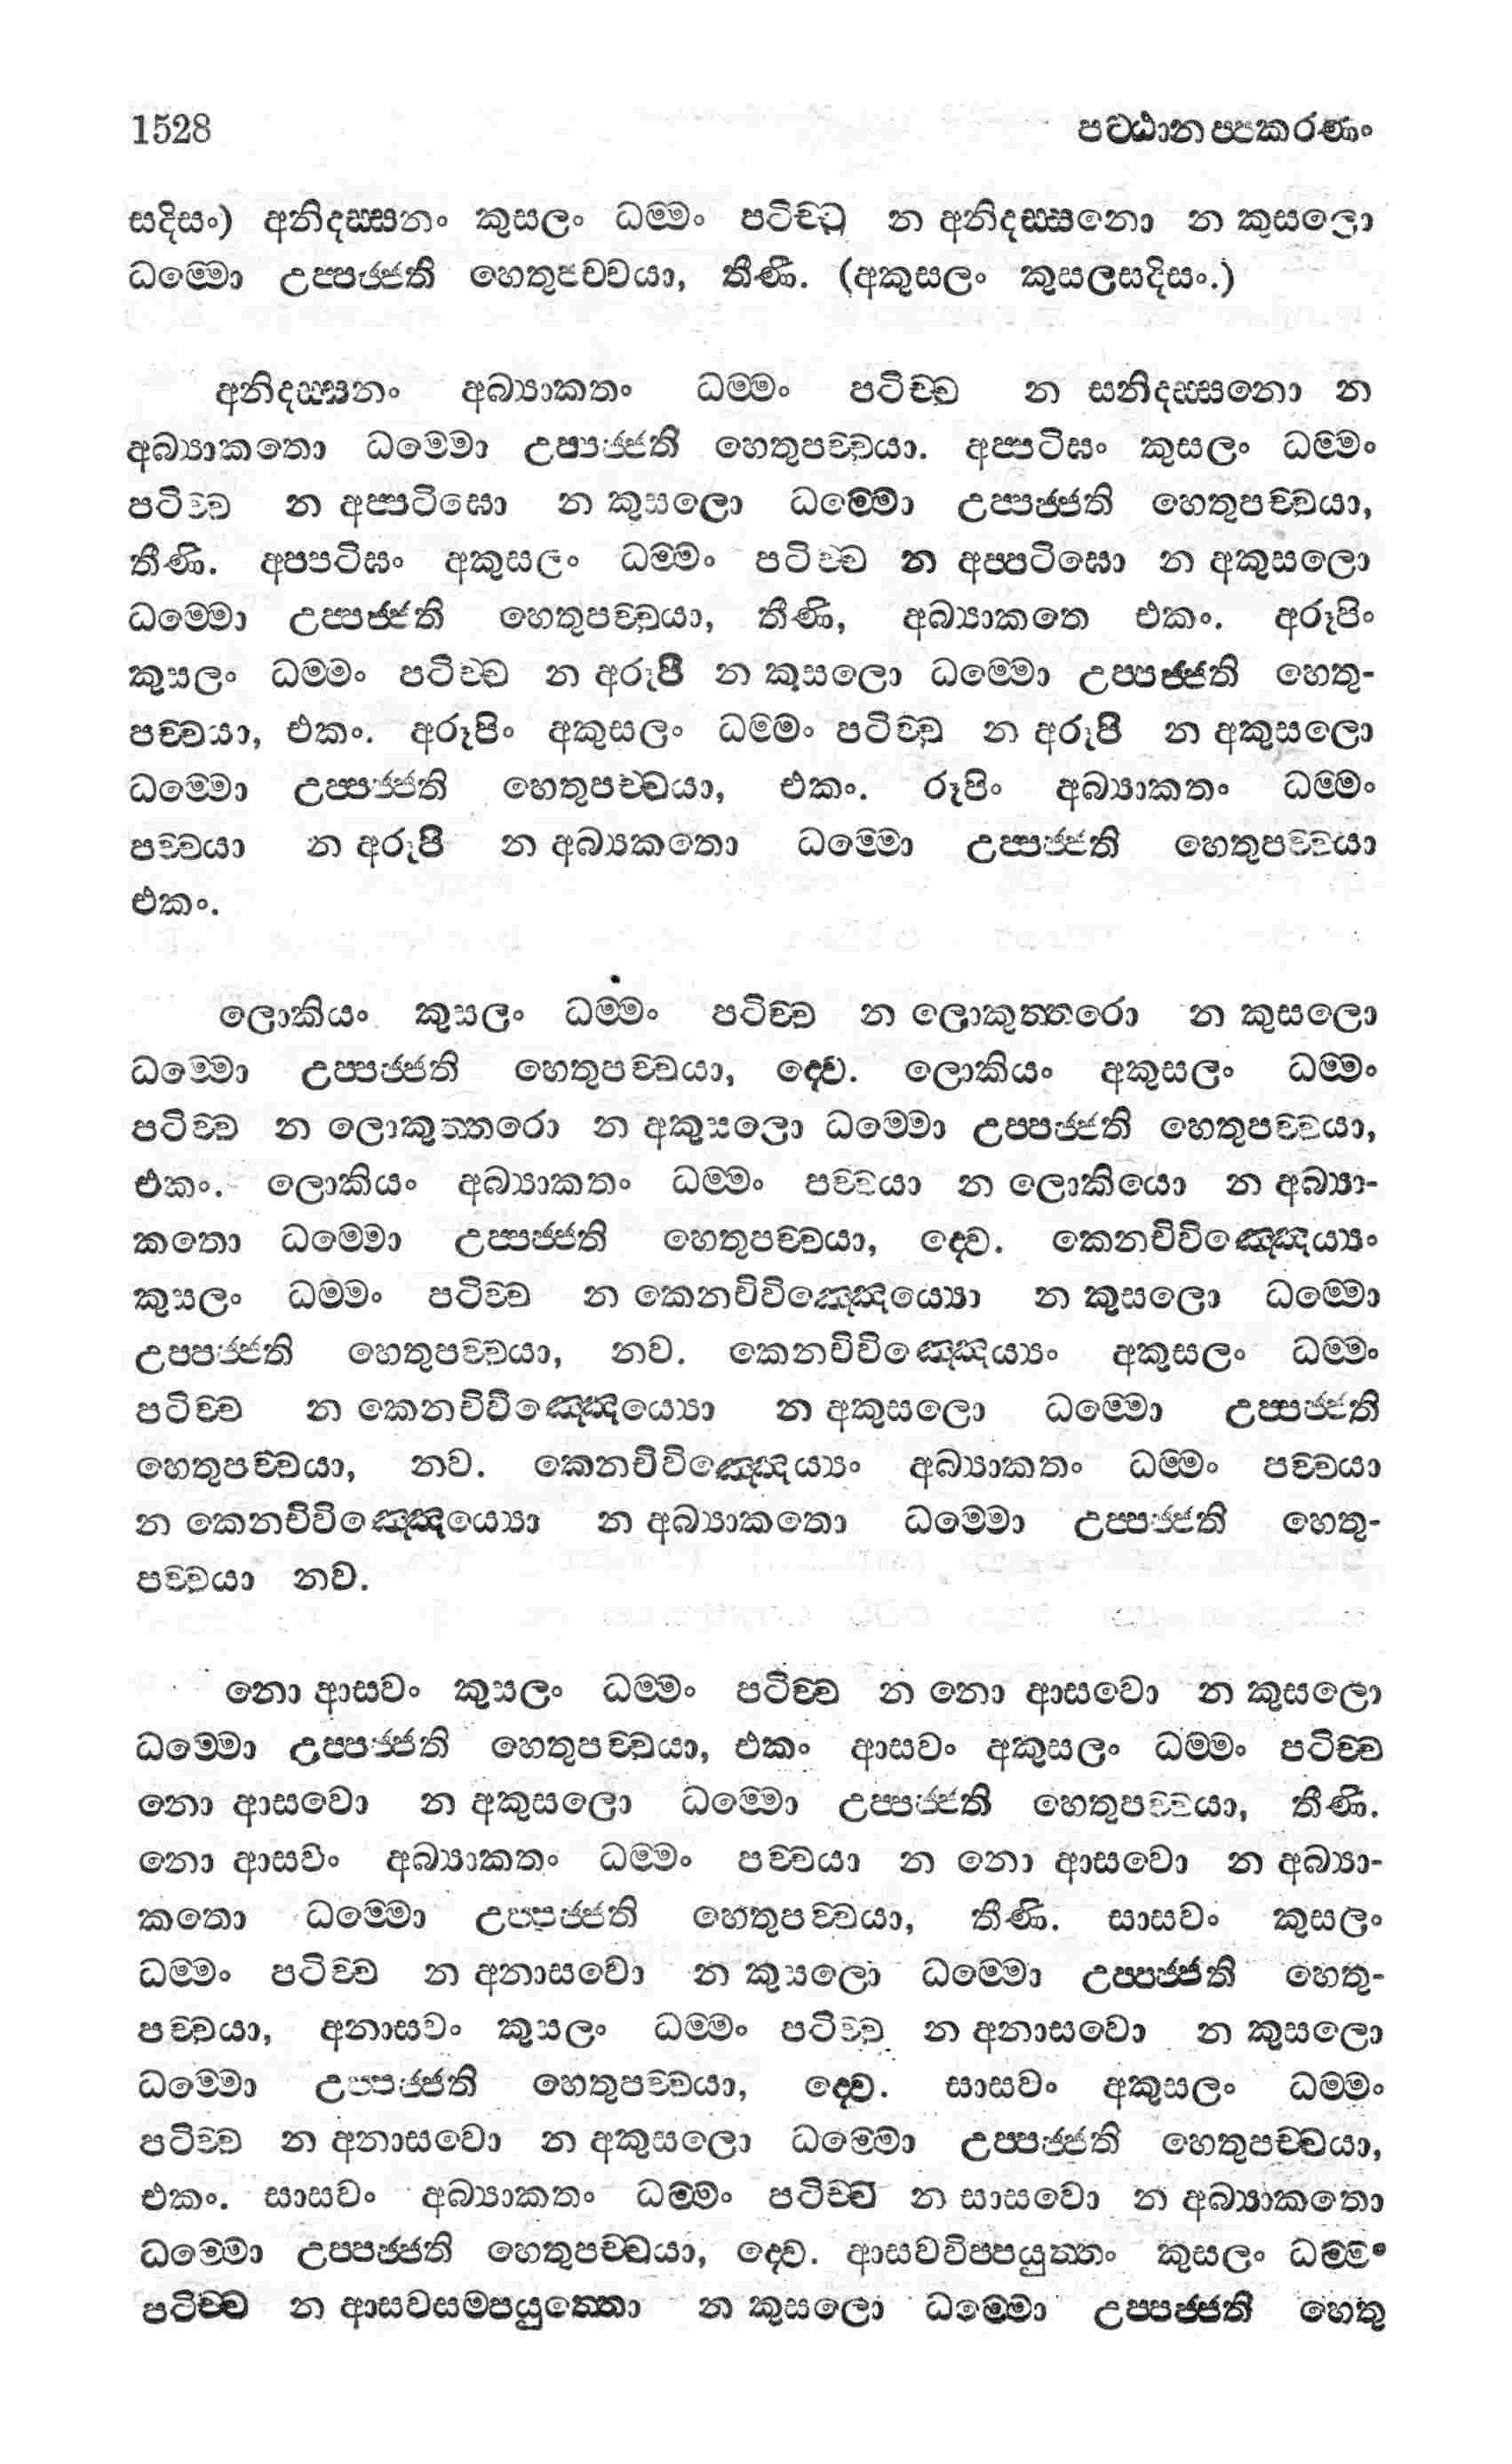 1528 පට්ඨානප්පකරණං
සදිසං) අනිදස්සනං කුසලං ධම්මං පටිච්ච න අනිදස්සනො න කුසලො
ධම්මො උප්පජ්ජති හෙතුපච්චයා, තීණි. (අකුසලං කුසලසදිසං.)
අනිදස්සනං අබ්‍යාකතං ධම්මං පටිච්ච න සනිදස්සනො න
අබ්‍යාකතො ධම්මො උප්පජ්ජති හෙතුපච්චයා. අප්පටිඝං කුසලං ධම්මං
පටිච්ච න අප්පටිඝො න කුසලො ධම්මො උප්පජ්ජති හෙතුපච්චයා,
තීණි. අප්පටිඝං අකුසලං ධම්මං පටිච්ච න අප්පටිඝො න අකුසලො
ධම්මො උප්පජ්ජති හෙතුපච්චයා, තීණි, අබ්‍යාකතෙ එකං. අරූපිං
කුසලං ධම්මං පටිච්ච න අරූපී න කුසලො ධම්මො උප්පජ්ජති හෙතු-
පච්චයා, එකං. අරූපිං අකුසලං ධම්මං පටිච්ච න අරූපී න අකුසලො
ධම්මො උප්පජ්ජති හෙතුපච්චයා, එකං. රූපිං අබ්‍යාකතං ධම්මං
පච්චයා න අරූපී න අබ්‍යකතො ධම්මො උප්පජ්ජති හෙතුපච්චයා
එකං.
ලොකියං කුසලං ධම්මං පටිච්ච න ලොකුත්තරො න කුසලො
ධම්මො උප්පජ්ජති හෙතුපච්චයා, ද්වෙ. ලොකියං අකුසලං ධම්මං
පටිච්ච න ලොකුත්තරො න අකුසලො ධම්මො උප්පජ්ජති හෙතුපච්චයා,
එකං. ලොකියං අබ්‍යාකතං ධම්මං පච්චයා න ලොකියො න අබ්‍යා-
කතො ධම්මො උප්පජ්ජති හෙතුපච්චයා, ද්වෙ. කෙනචිවිඤ්ඤෙය්‍යං
කුසලං ධම්මං පටිච්ච න කෙනචිවිඤ්ඤෙය්‍යො න කුසලො ධම්මො
උප්පජ්ජති හෙතුපච්චයා, නව. කෙනචිවිඤ්ඤෙය්‍යං අකුසලං ධම්මං
පටිච්ච න කෙනචිවිඤ්ඤෙය්‍යො න අකුසලො ධම්මො උප්පජ්ජති
හෙතුපච්චයා, නව. කෙනචිවිඤ්ඤෙය්‍යං අබ්‍යාකතං ධම්මං පච්චයා
න කෙනචිවිඤ්ඤෙය්‍යො න අබ්‍යාකතො ධම්මො උප්පජ්ජති හෙතු-
පච්චයා නව.
නො ආසවං කුසලං ධම්මං පටිච්ච න නො ආසවො න කුසලො
ධම්මො උප්පජ්ජති හෙතුපච්චයා, එකං ආසවං අකුසලං ධම්මං පටිච්ච
නො ආසවො න අකුසලො ධම්මො උප්පජ්ජති හෙතුපච්චයා, තීණි.
නො ආසවං අබ්‍යාකතං ධම්මං පච්චයා න නො ආසවො න අබ්‍යා-
කතො ධම්මො උප්පජ්ජති හෙතුපච්චයා, තීණි. සාසවං කුසලං
ධම්මං පටිච්ච න අනාසවො න කුසලො ධම්මො උප්පජ්ජති හෙතු-
පච්චයා, අනාසවං කුසලං ධම්මං පටිච්ච න අනාසවො න කුසලො
ධම්මො උප්පජ්ජති හෙතුපච්චයා, ද්වෙ. සාසවං අකුසලං ධම්මං
පටිච්ච න අනාසවො න අකුසලො ධම්මො උප්පජ්ජති හෙතුපච්චයා,
එකං. සාසවං අබ්‍යාකතං ධම්මං පටිච්ච න සාසවො න අබ්‍යාකතො
ධම්මො උප්පජ්ජති හෙතුපච්චයා, ද්වෙ. ආසවවිප්පයුත්තං කුසලං ධම්මං
පටිච්ච න ආසවසම්පයුත්තො න කුසලො ධම්මො උප්පජ්ජති හෙතු